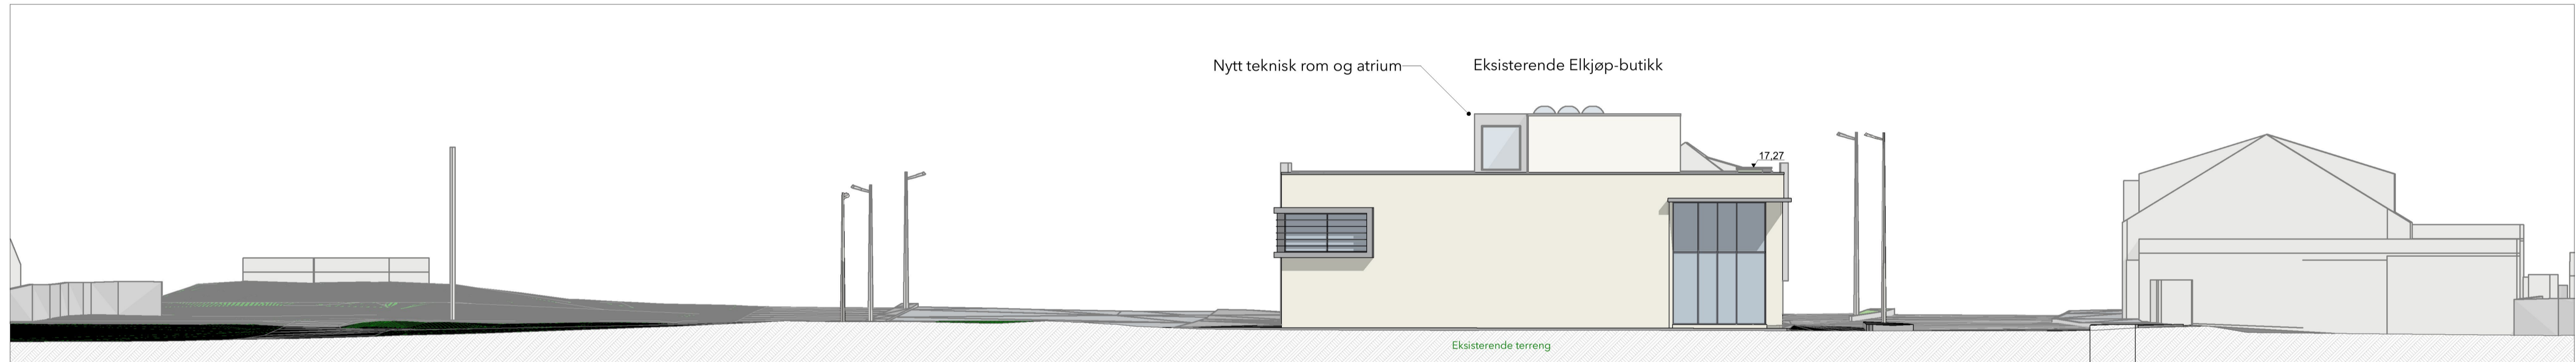 Nytt teknisk rom og atrium
Eksisterende Elkjøp-butikk
17,27
Eksisterende terreng